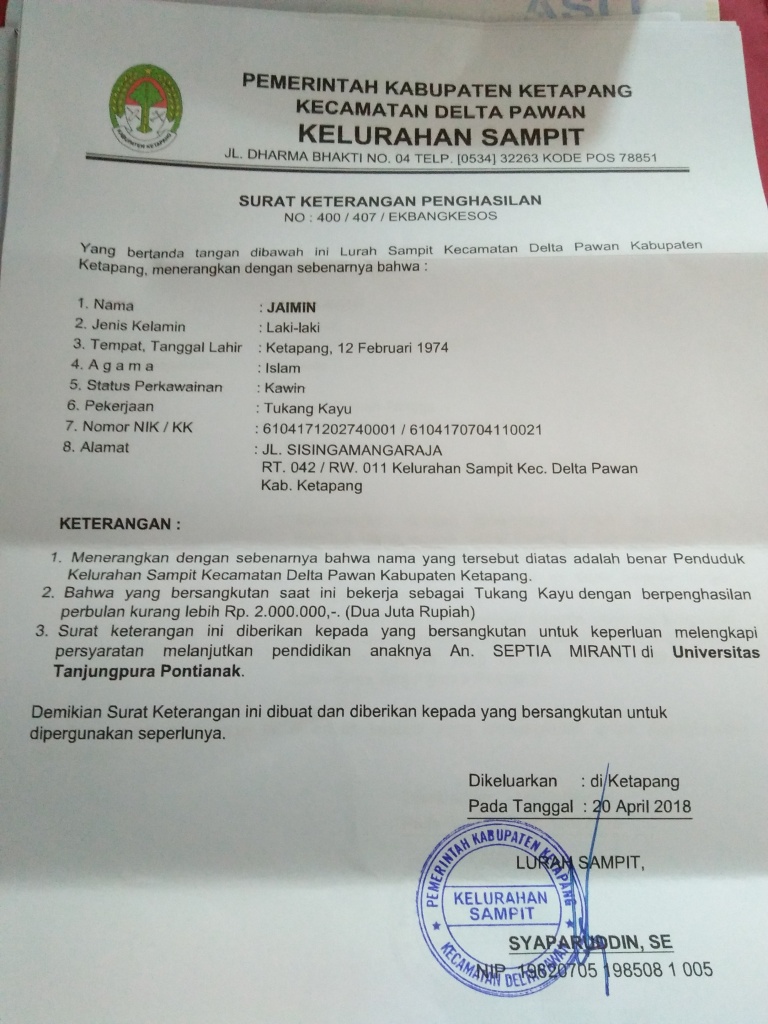 ASLI
PEMERINTAH KABUPATEN KETAPANG
KECAMATAN DELTA PAWAN
KELURAHAN SAMPIT
JL. DHARMA BHAKTI NO. 04 TELP. [0534] 32263 KODE POS 78851
KABUPATEN KETAPANG
SURAT KETERANGAN PENGHASILAN
NO : 400 / 407 / EKBANGKESOS
Yang bertanda tangan dibawah ini Lurah Sampit Kecamatan Delta Pawan Kabupaten
Ketapang, menerangkan dengan sebenarnya bahwa :
1. Nama : JAIMIN
2. Jenis Kelamin : Laki-laki
3. Tempat, Tanggal Lahir : Ketapang, 12 Februari 1974
4. A g a m a : Islam
5. Status Perkawainan : Kawin
6. Pekerjaan : Tukang Kayu
7. Nomor NIK / KK : 6104171202740001 / 6104170704110021
8. Alamat : JL. SISINGAMANGARAJA
RT. 042 / RW. 011 Kelurahan Sampit Kec. Delta Pawan
Kab. Ketapang
KETERANGAN :
1. Menerangkan dengan sebenarnya bahwa nama yang tersebut diatas adalah benar Penduduk
Kelurahan Sampit Kecamatan Delta Pawan Kabupaten Ketapang.
2. Bahwa yang bersangkutan saat ini bekerja sebagai Tukang Kayu dengan berpenghasilan
perbulan kurang lebih Rp. 2.000.000,-. (Dua Juta Rupiah)
3. Surat keterangan ini diberikan kepada yang bersangkutan untuk keperluan melengkapi
persyaratan melanjutkan pendidikan anaknya An. SEPTIA MIRANTI di Universitas
Tanjungpura Pontianak.
Demikian Surat Keterangan ini dibuat dan diberikan kepada yang bersangkutan untuk
dipergunakan seperlunya.
Dikeluarkan : di Ketapang
Pada Tanggal : 20 April 2018
LURAH SAMPIT,
PEMERINTAH KABUPATEN KETAPANG
KELURAHAN
SAMPIT
KECAMATAN DELTA PAWAN
SYAPARUDDIN, SE
NIP. 19620705 198508 1 005